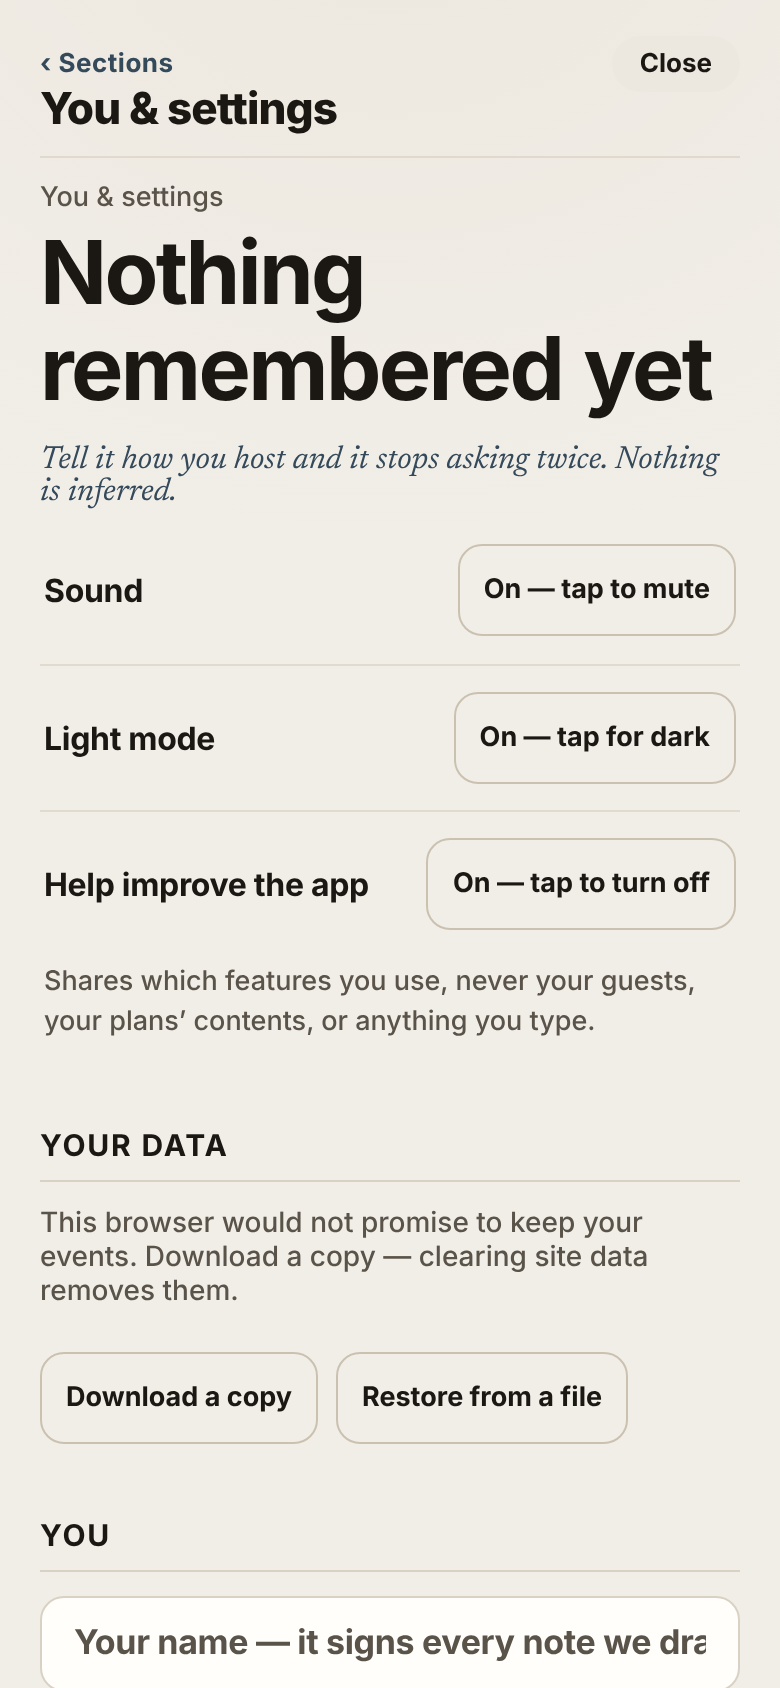 ‹ Sections
Close
You & settings
You & settings
Nothing
remembered yet
Tell it how you host and it stops asking twice. Nothing
is inferred.
Sound
On — tap to mute
Light mode
On — tap for dark
Help improve the app
On — tap to turn off
Shares which features you use, never your guests,
your plans’ contents, or anything you type.
YOUR DATA
This browser would not promise to keep your
events. Download a copy — clearing site data
removes them.
Download a copy
Restore from a file
YOU
Your name — it signs every note we